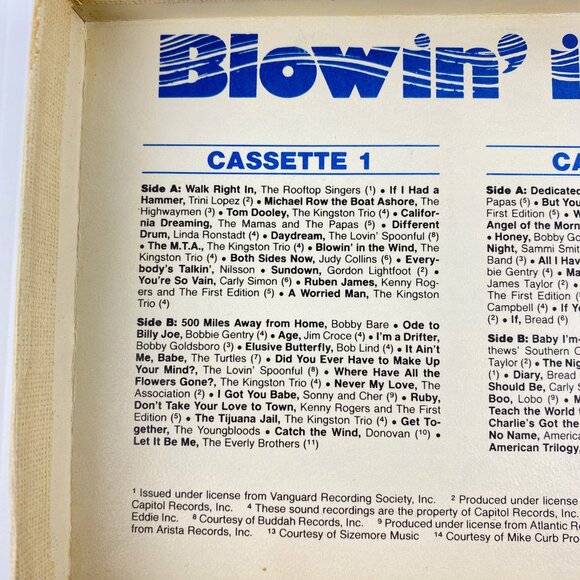 Blowin'
CASSETTE 1
Side A: Walk Right In, The Rooftop Singers (1) • If I Had a
Hammer, Trini Lopez (2) • Michael Row the Boat Ashore, The
Highwaymen (3) • Tom Dooley, The Kingston Trio (4) • Califor-
nia Dreaming, The Mamas and The Papas (5) • Different
Drum, Linda Ronstadt (4) • Daydream, The Lovin' Spoonful (8)
• The M.T.A., The Kingston Trio (4) • Blowin' in the Wind, The
Kingston Trio (4) • Both Sides Now, Judy Collins (6) • Every-
body's Talkin', Nilsson • Sundown, Gordon Lightfoot (2) •
You're So Vain, Carly Simon (6) • Ruben James, Kenny Rog-
ers and The First Edition (5) • A Worried Man, The Kingston
Trio (4)
Side B: 500 Miles Away from Home, Bobby Bare • Ode to
Billy Joe, Bobbie Gentry (4) • Age, Jim Croce (4) • I'm a Drifter,
Bobby Goldsboro (3) • Elusive Butterfly, Bob Lind (4) • It Ain't
Me, Babe, The Turtles (7) • Did You Ever Have to Make Up
Your Mind?, The Lovin' Spoonful (8) • Where Have All the
Flowers Gone?, The Kingston Trio (4) • Never My Love, The
Association (2) • I Got You Babe, Sonny and Cher (9) • Ruby,
Don't Take Your Love to Town, Kenny Rogers and The First
Edition (5) • The Tijuana Jail, The Kingston Trio (4) • Get To-
gether, The Youngbloods • Catch the Wind, Donovan (10) •
Let It Be Me, The Everly Brothers (11)
CA
Side A: Dedicated
Papas (5) • But You
First Edition (5) • W
Angel of the Morn
• Honey, Bobby Go
Night, Sammi Smit
Band (3) • All I Hav
bie Gentry (4) • Ma
James Taylor (2) •
The First Edition (5)
Campbell (4) • If Yo
(2) • If, Bread (6)
Side B: Baby I'm-
thews' Southern C
Taylor (2) • The Nig
(1) • Diary, Bread
Should Be, Carly S
Boo, Lobo (9) • M
Teach the World t
Charlie's Got the
No Name, America
American Trilogy,
1 Issued under license from Vanguard Recording Society, Inc. 2 Produced under license
Capitol Records, Inc. 4 These sound recordings are the property of Capitol Records, Inc.
Eddie Inc. 8 Courtesy of Buddah Records, Inc. 9 Produced under license from Atlantic R
from Arista Records, Inc. 13 Courtesy of Sizemore Music 14 Courtesy of Mike Curb Pro